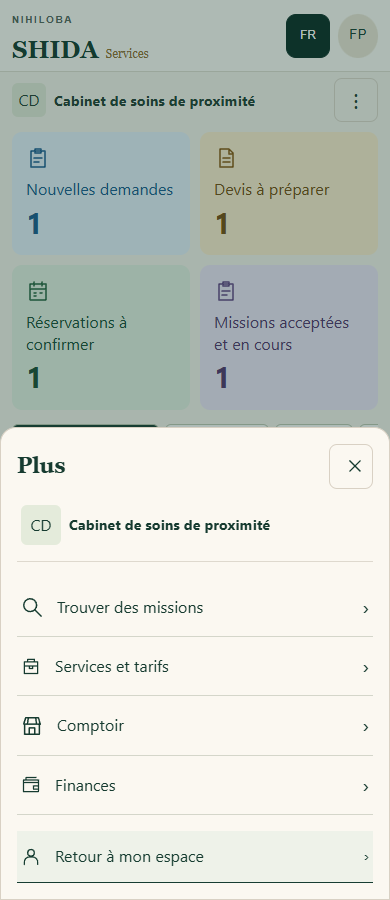 NIHILOBA
SHIDA Services
FR
FP
CD
Cabinet de soins de proximité
Nouvelles demandes
1
Devis à préparer
1
Réservations à
confirmer
1
Missions acceptées
et en cours
1
Plus
CD
Cabinet de soins de proximité
Trouver des missions
Services et tarifs
Comptoir
Finances
Retour à mon espace